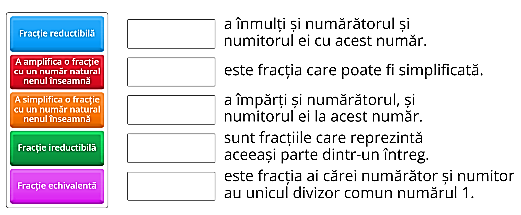 Fracție reductibilă
a înmulți și numărătorul și
numitorul ei cu acest număr.
A amplifica o fracție
cu un număr natural
nenul înseamnă
este fracția care poate fi simplificată.
A simplifica o fracție
cu un număr natural
nenul înseamnă
a împărți și numărătorul, și
numitorul ei la acest număr.
Fracție ireductibilă
sunt fracțiile care reprezintă
aceeași parte dintr-un întreg.
Fracție echivalentă
este fracția ai cărei numărător și numitor
au unicul divizor comun numărul 1.